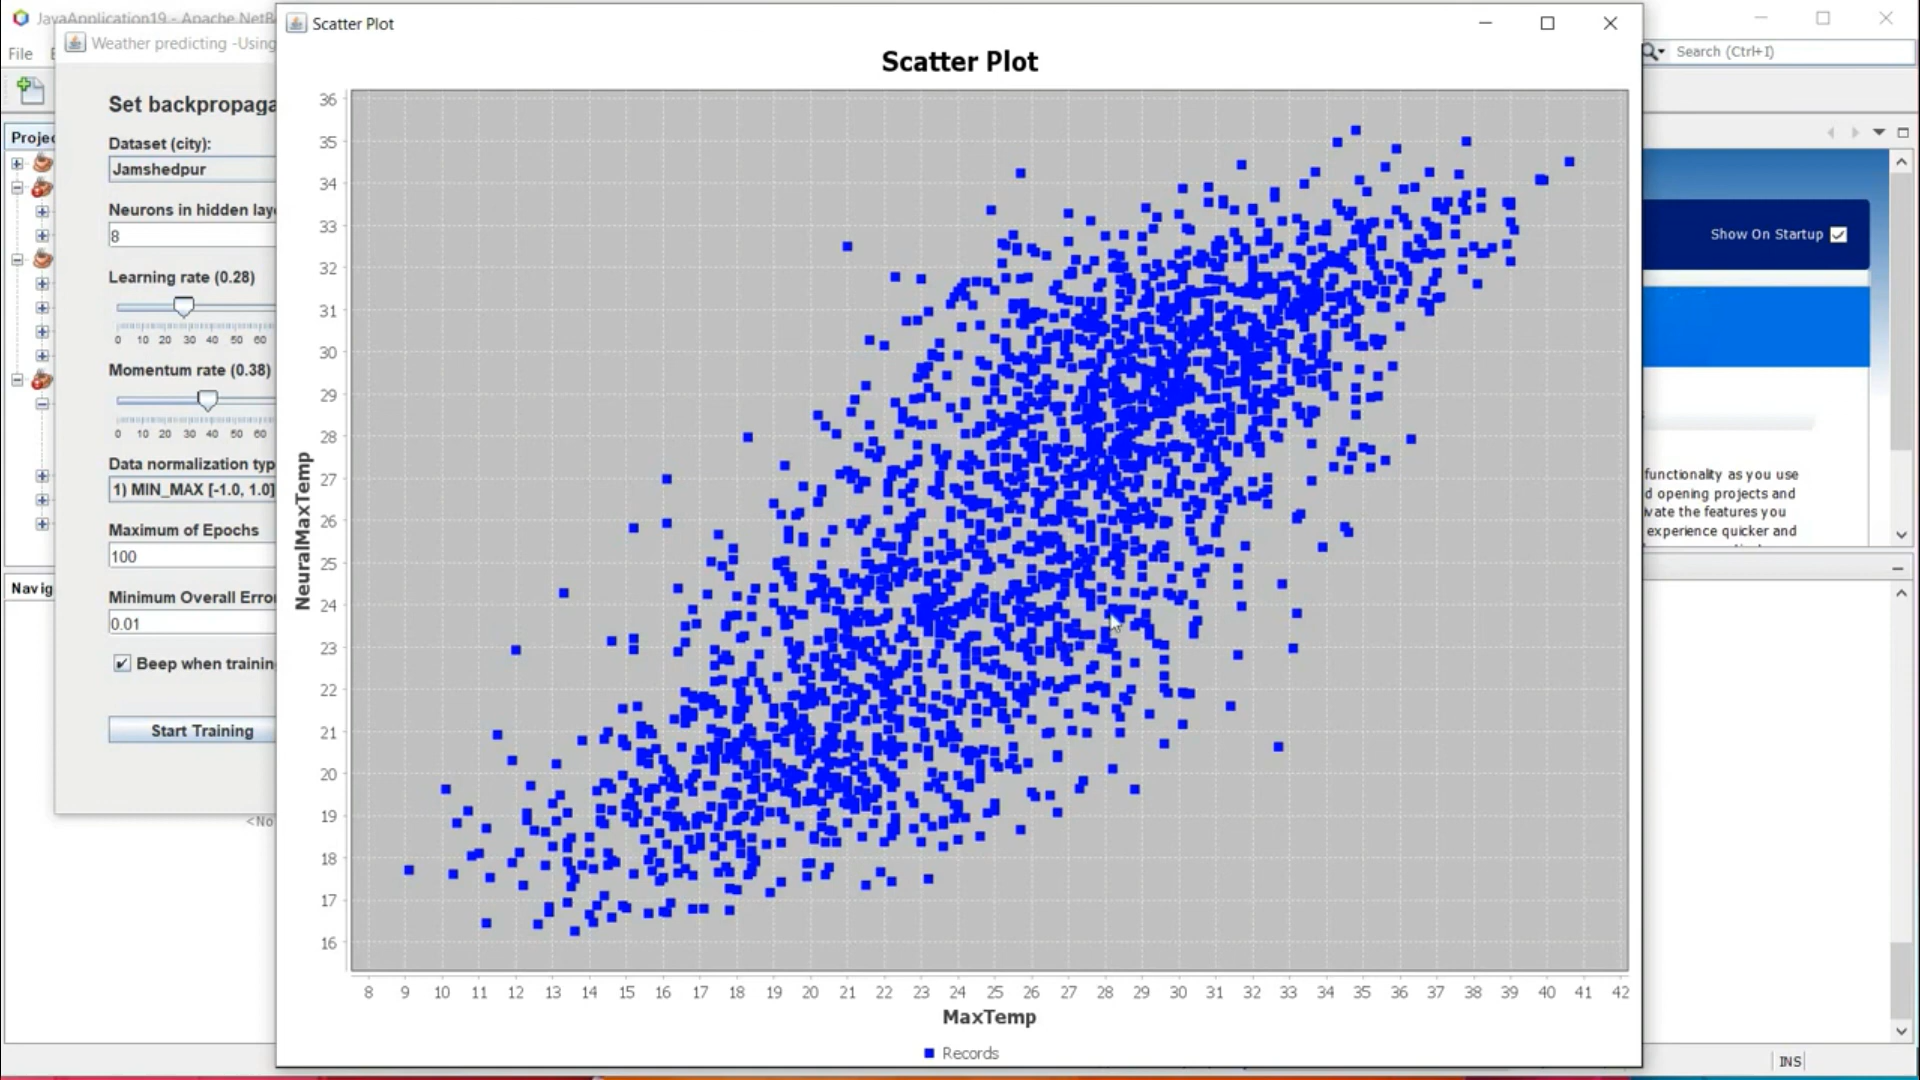 JavaApplication19 - Apache NetB
Scatter Plot
File
Weather predicting -Using
Search (Ctrl+I)
Scatter Plot
Set backpropaga
Dataset (city):
Jamshedpur
Neurons in hidden lay
8
Learning rate (0.28)
0 10 20 30 40 50 60
Momentum rate (0.38)
0 10 20 30 40 50 60
Data normalization typ
1) MIN_MAX [-1.0, 1.0]
Maximum of Epochs
100
Minimum Overall Erro
0.01
Beep when trainin
Start Training
<No
Projec
Navig
36
35
34
33
32
31
30
29
28
27
26
25
24
23
22
21
20
19
18
17
16
NeuralMaxTemp
8 9 10 11 12 13 14 15 16 17 18 19 20 21 22 23 24 25 26 27 28 29 30 31 32 33 34 35 36 37 38 39 40 41 42
MaxTemp
Records
Show On Startup
functionality as you use
d opening projects and
vate the features you
experience quicker and
INS